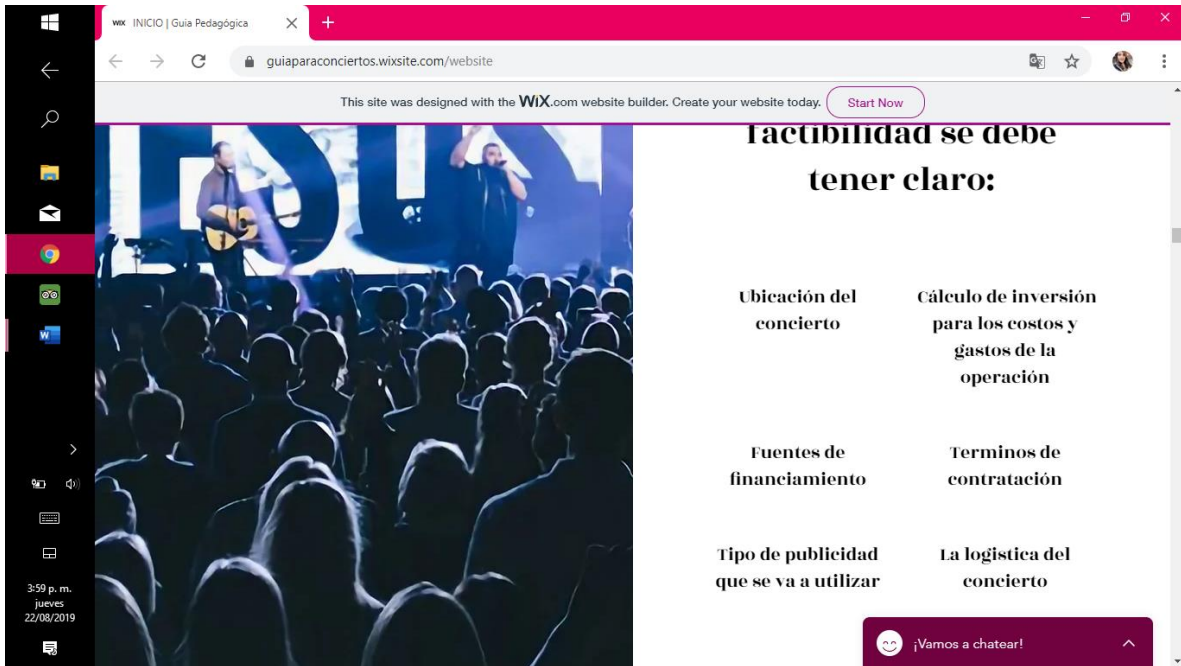 WiX INICIO | Guia Pedagógica
guiaparaconciertos.wixsite.com/website
This site was designed with the WiX.com website builder. Create your website today. Start Now
factibilidad se debe
tener claro:
Ubicación del
concierto
Cálculo de inversión
para los costos y
gastos de la
operación
Fuentes de
financiamiento
Terminos de
contratación
Tipo de publicidad
que se va a utilizar
La logistica del
concierto
¡Vamos a chatear!
3:59 p. m.
jueves
22/08/2019